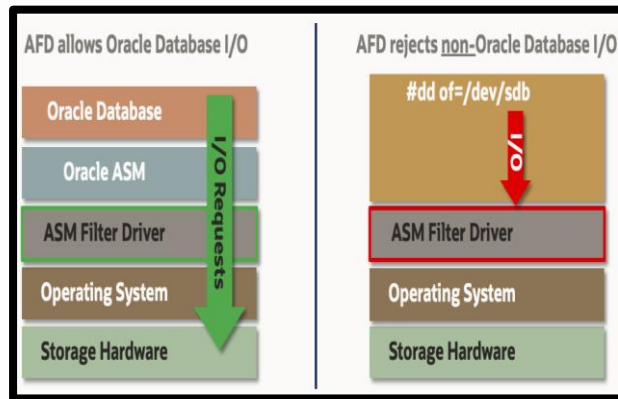 AFD allows Oracle Database I/O
Oracle Database
Oracle ASM
ASM Filter Driver
Operating System
Storage Hardware
I/O Requests
AFD rejects non-Oracle Database I/O
#dd of=/dev/sdb
I/O
ASM Filter Driver
Operating System
Storage Hardware